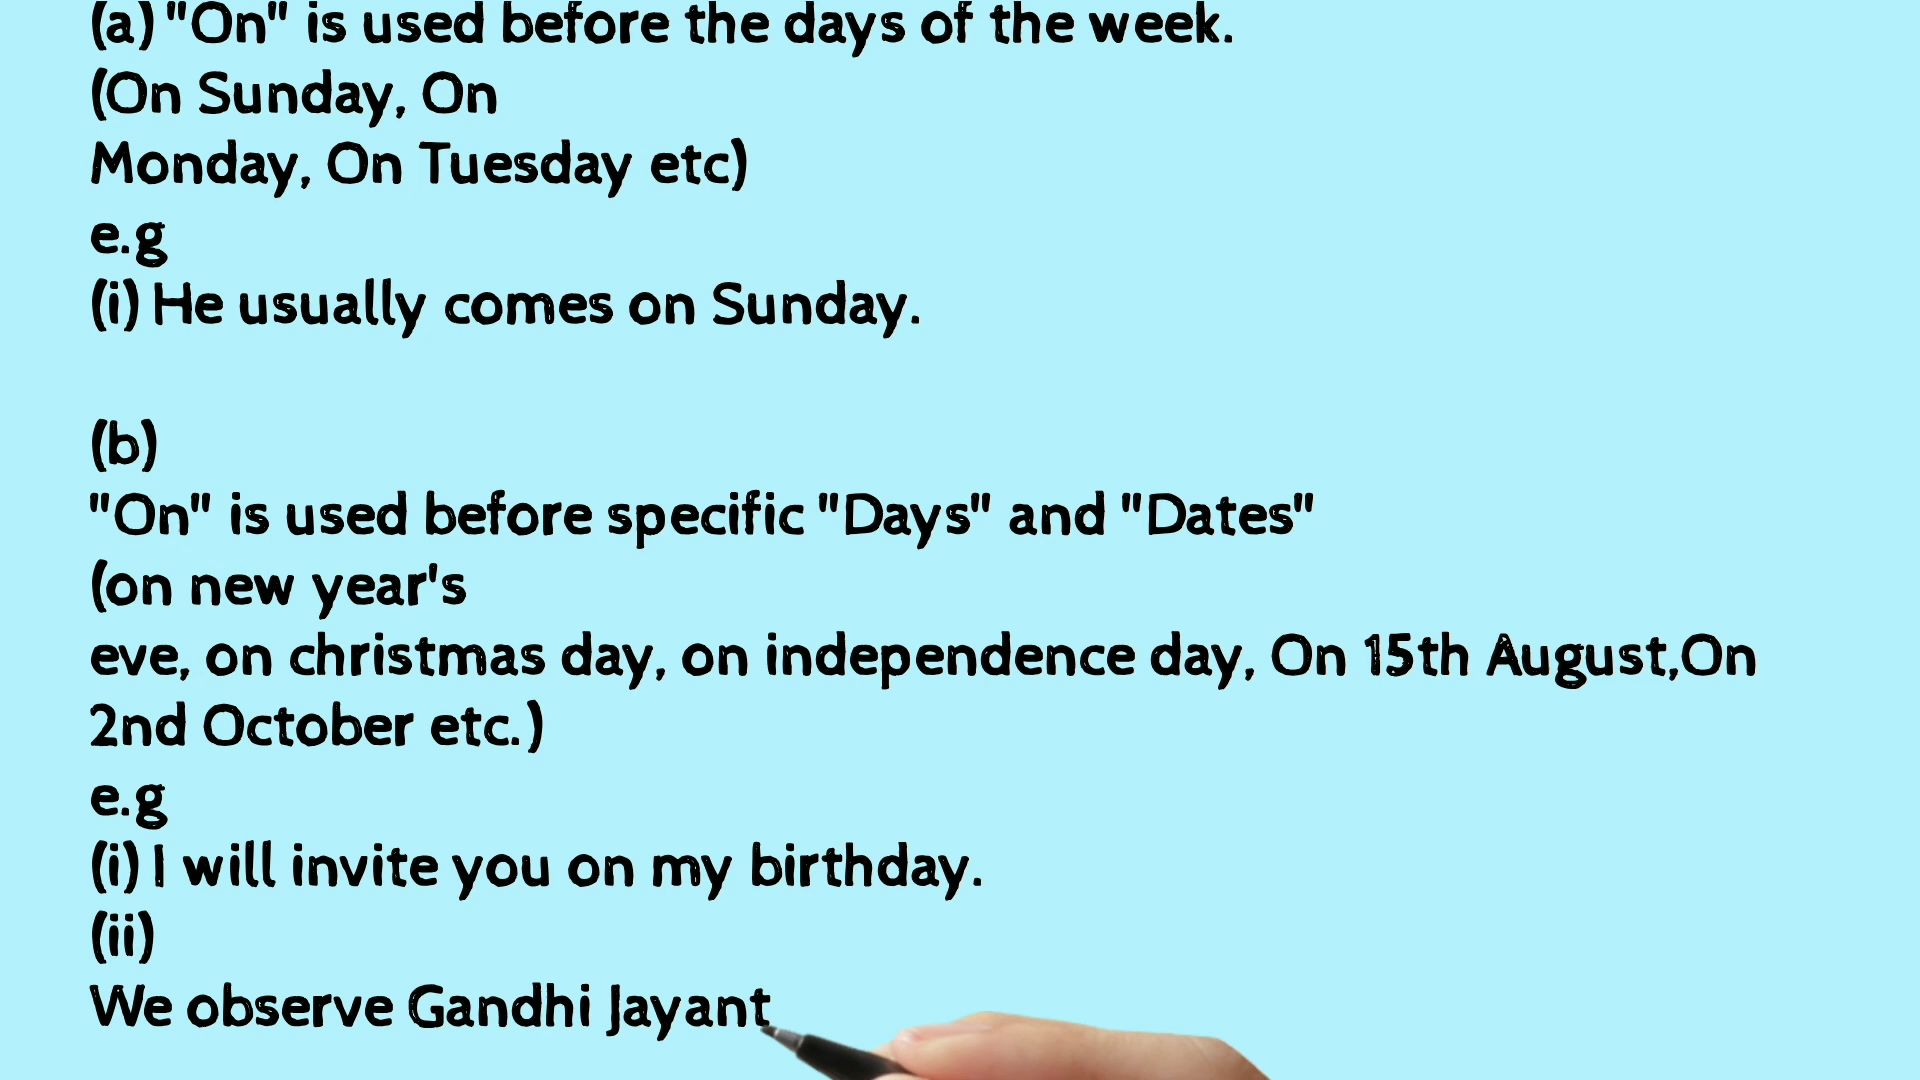 (a) "On" is used before the days of the week.
(On Sunday, On
Monday, On Tuesday etc)
e.g
(i) He usually comes on Sunday.
(b)
"On" is used before specific "Days" and "Dates"
(on new year's
eve, on christmas day, on independence day, On 15th August,On
2nd October etc.)
e.g
(i) I will invite you on my birthday.
(ii)
We observe Gandhi Jayant